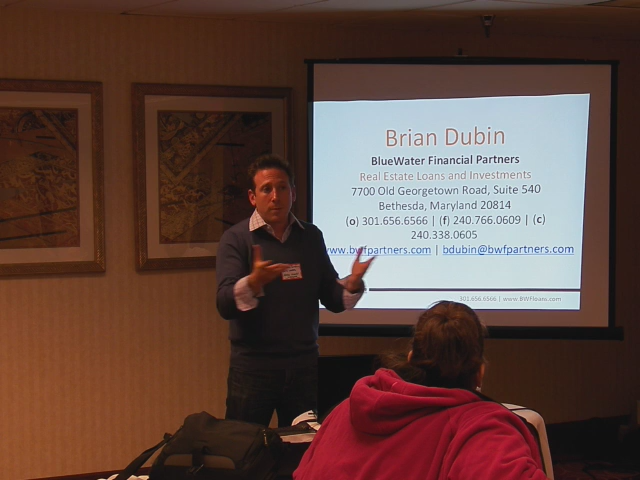 Brian Dubin
BlueWater Financial Partners
Real Estate Loans and Investments
7700 Old Georgetown Road, Suite 540
Bethesda, Maryland 20814
(o) 301.656.6566 | (f) 240.766.0609 | (c)
240.338.0605
www.bwfpartners.com | bdubin@bwfpartners.com
301.656.6566 | www.BWFloans.com